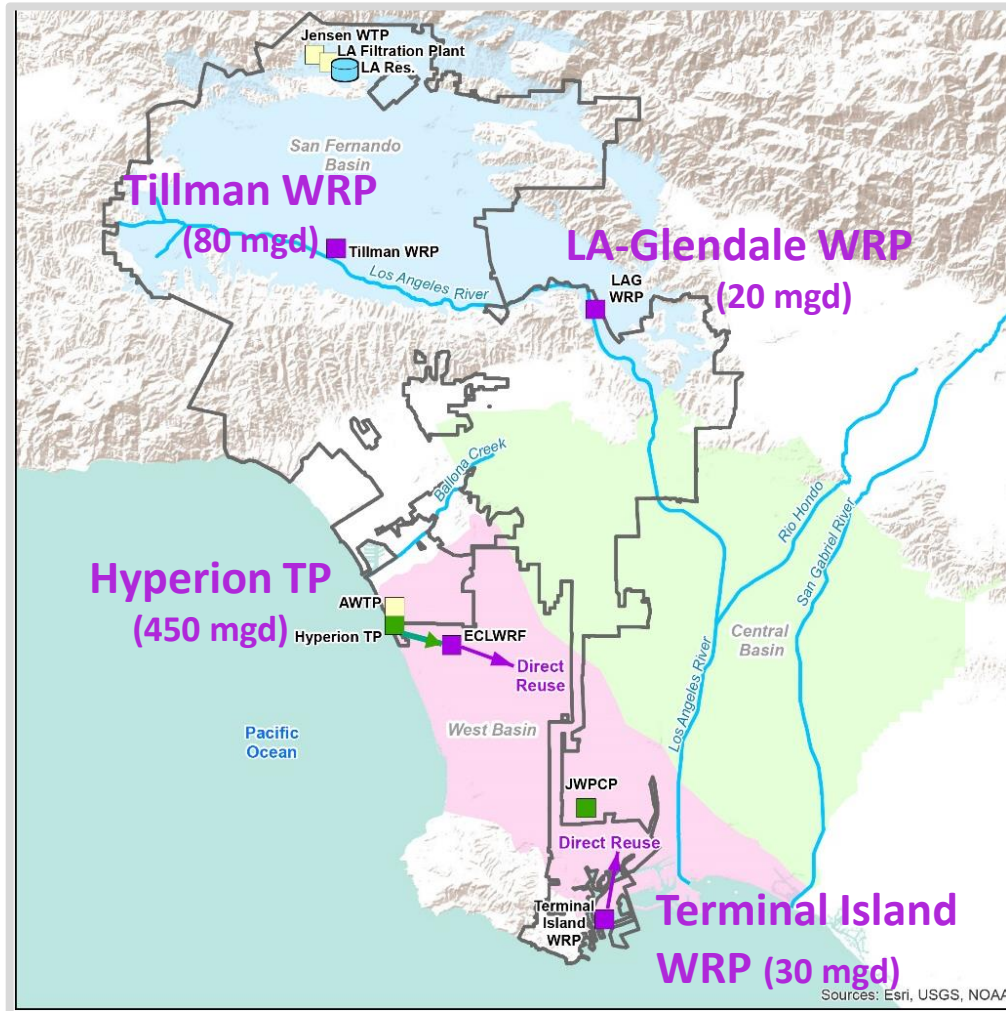 Jensen WTP
LA Filtration Plant
LA Res.
San Fernando
Basin
Tillman WRP
(80 mgd)
Tillman WRP
Los Angeles River
LA-Glendale WRP
(20 mgd)
LAG
WRP
Ballona Creek
Rio Hondo
San Gabriel River
Hyperion TP
(450 mgd)
AWTP
Hyperion TP
ECLWRF
Direct
Reuse
Central
Basin
Los Angeles River
West Basin
Pacific
Ocean
JWPCP
Direct Reuse
Terminal
Island
WRP
Terminal Island
WRP (30 mgd)
Sources: Esri, USGS, NOAA